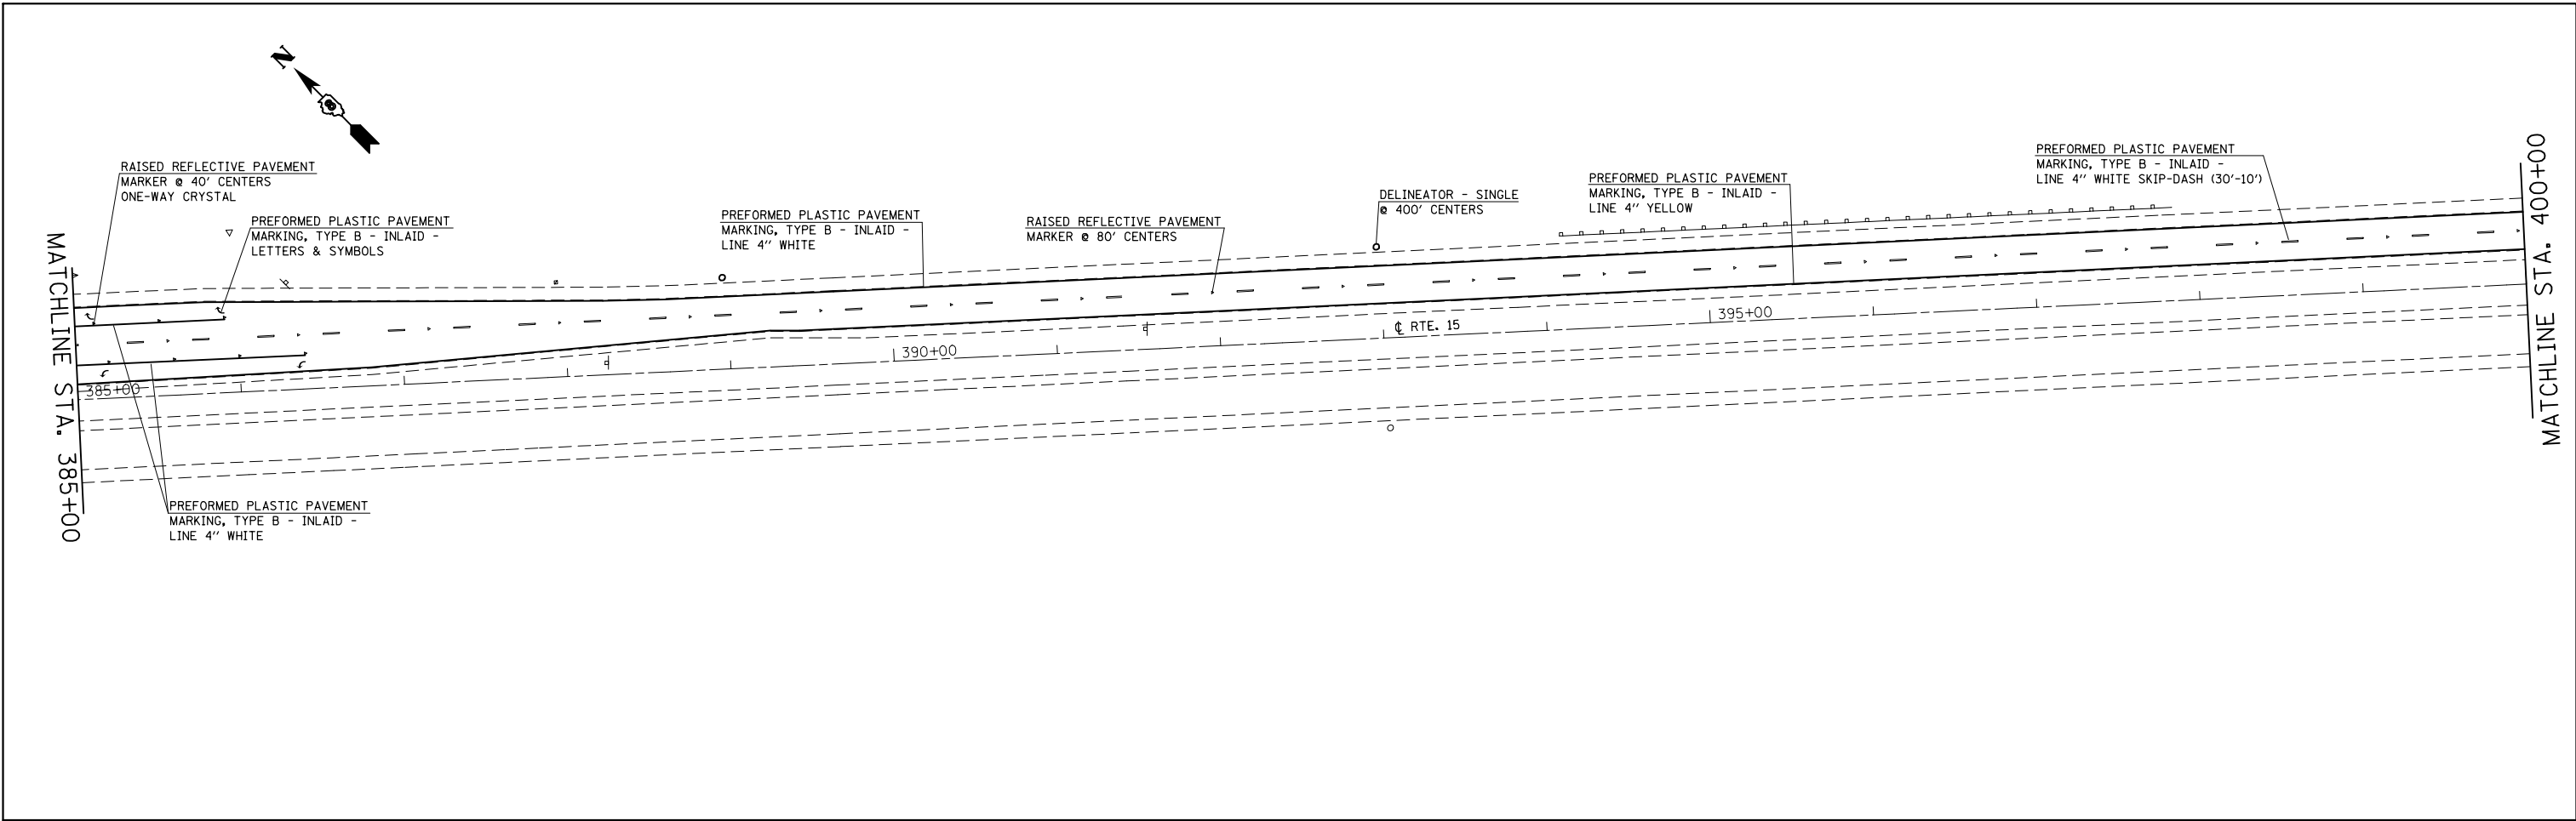 N
RAISED REFLECTIVE PAVEMENT
MARKER @ 40' CENTERS
ONE-WAY CRYSTAL
PREFORMED PLASTIC PAVEMENT
MARKING, TYPE B - INLAID -
LETTERS & SYMBOLS
PREFORMED PLASTIC PAVEMENT
MARKING, TYPE B - INLAID -
LINE 4" WHITE
RAISED REFLECTIVE PAVEMENT
MARKER @ 80' CENTERS
DELINEATOR - SINGLE
@ 400' CENTERS
PREFORMED PLASTIC PAVEMENT
MARKING, TYPE B - INLAID -
LINE 4" YELLOW
PREFORMED PLASTIC PAVEMENT
MARKING, TYPE B - INLAID -
LINE 4" WHITE SKIP-DASH (30'-10')
MATCHLINE STA. 385+00
385+00
390+00
℄ RTE. 15
395+00
MATCHLINE STA. 400+00
PREFORMED PLASTIC PAVEMENT
MARKING, TYPE B - INLAID -
LINE 4" WHITE